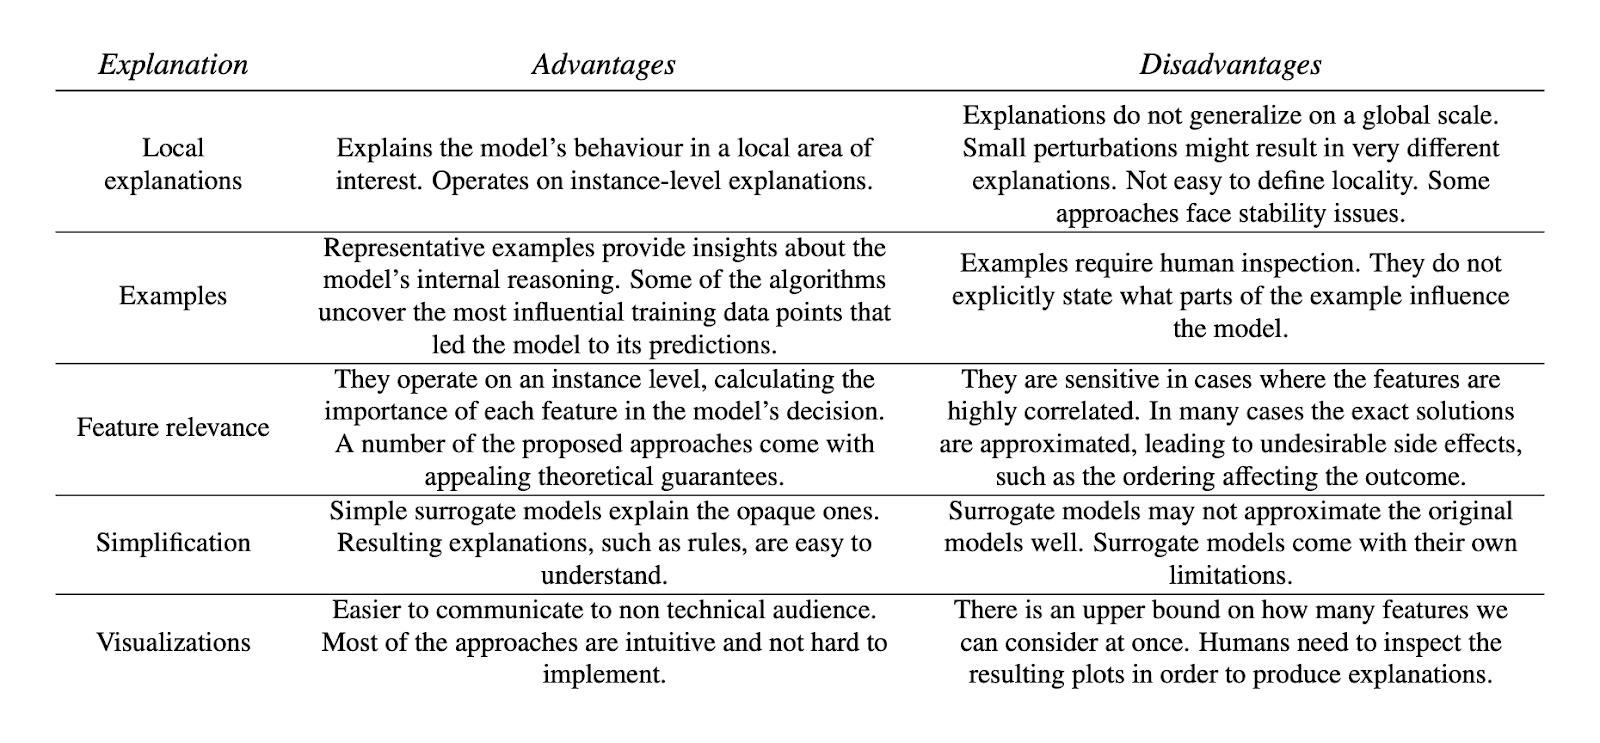 Explanation Advantages Disadvantages
Local
explanations
Explains the model's behaviour in a local area of
interest. Operates on instance-level explanations.
Explanations do not generalize on a global scale.
Small perturbations might result in very different
explanations. Not easy to define locality. Some
approaches face stability issues.
Examples
Representative examples provide insights about the
model's internal reasoning. Some of the algorithms
uncover the most influential training data points that
led the model to its predictions.
Examples require human inspection. They do not
explicitly state what parts of the example influence
the model.
Feature relevance
They operate on an instance level, calculating the
importance of each feature in the model's decision.
A number of the proposed approaches come with
appealing theoretical guarantees.
They are sensitive in cases where the features are
highly correlated. In many cases the exact solutions
are approximated, leading to undesirable side effects,
such as the ordering affecting the outcome.
Simplification
Simple surrogate models explain the opaque ones.
Resulting explanations, such as rules, are easy to
understand.
Surrogate models may not approximate the original
models well. Surrogate models come with their own
limitations.
Visualizations
Easier to communicate to non technical audience.
Most of the approaches are intuitive and not hard to
implement.
There is an upper bound on how many features we
can consider at once. Humans need to inspect the
resulting plots in order to produce explanations.